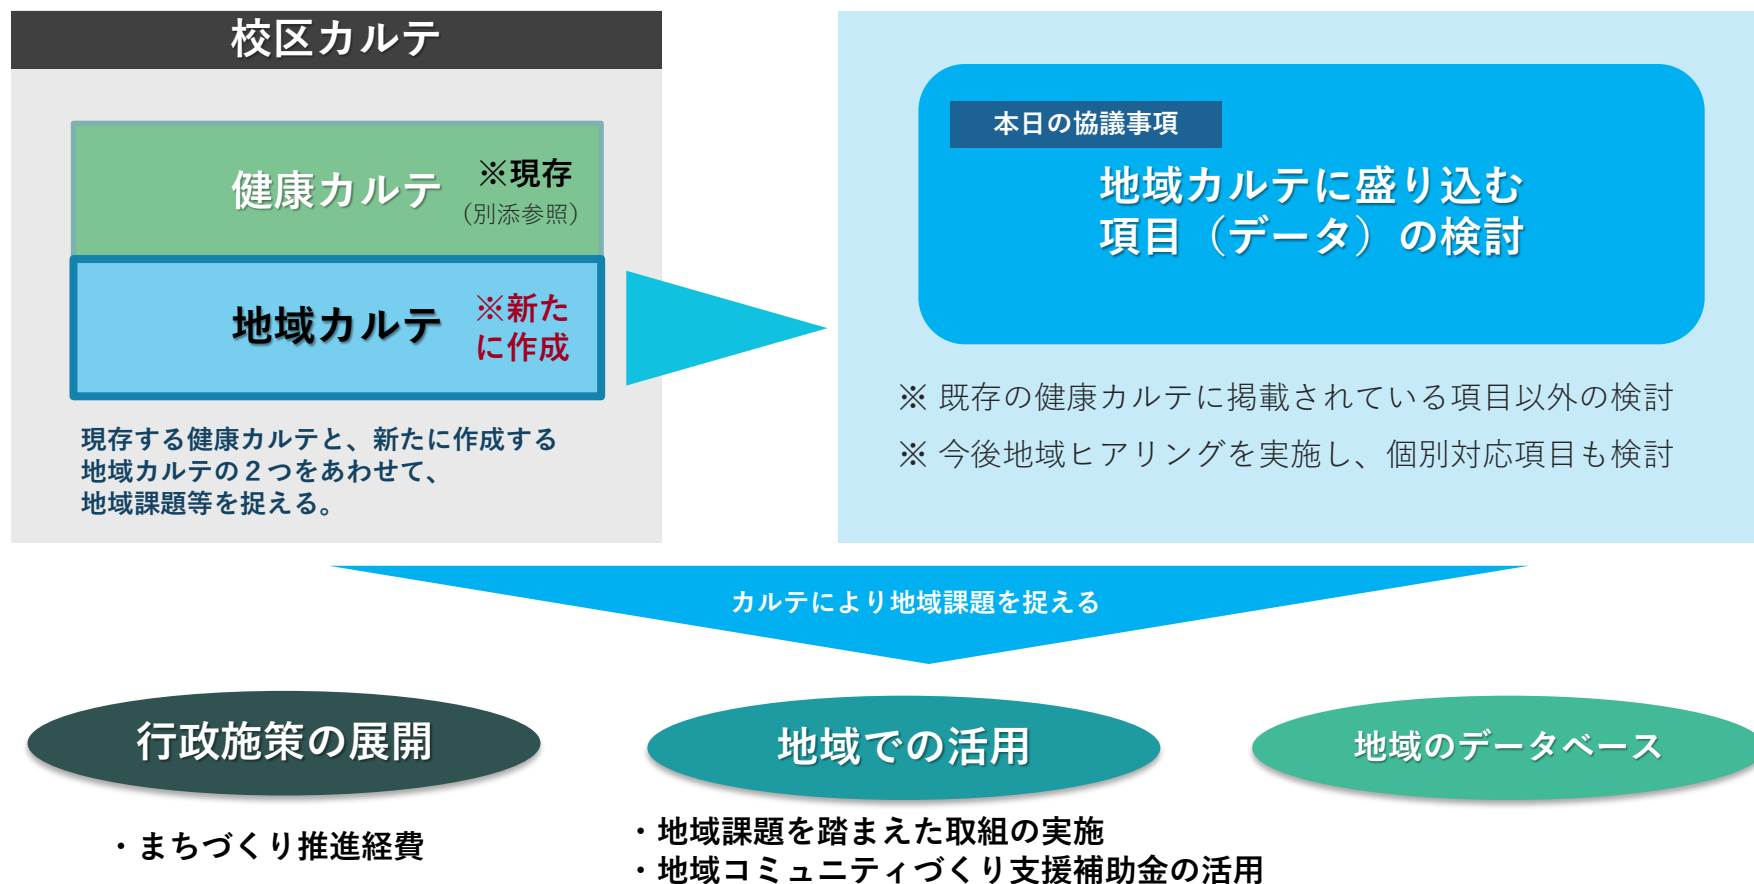 校区カルテ
健康カルテ
※現存
（別添参照）
地域カルテ
※新た
に作成
現存する健康カルテと、新たに作成する
地域カルテの２つをあわせて、
地域課題等を捉える。
本日の協議事項
地域カルテに盛り込む
項目（データ）の検討
※ 既存の健康カルテに掲載されている項目以外の検討
※ 今後地域ヒアリングを実施し、個別対応項目も検討
カルテにより地域課題を捉える
行政施策の展開
・まちづくり推進経費
地域での活用
・地域課題を踏まえた取組の実施
・地域コミュニティづくり支援補助金の活用
地域のデータベース